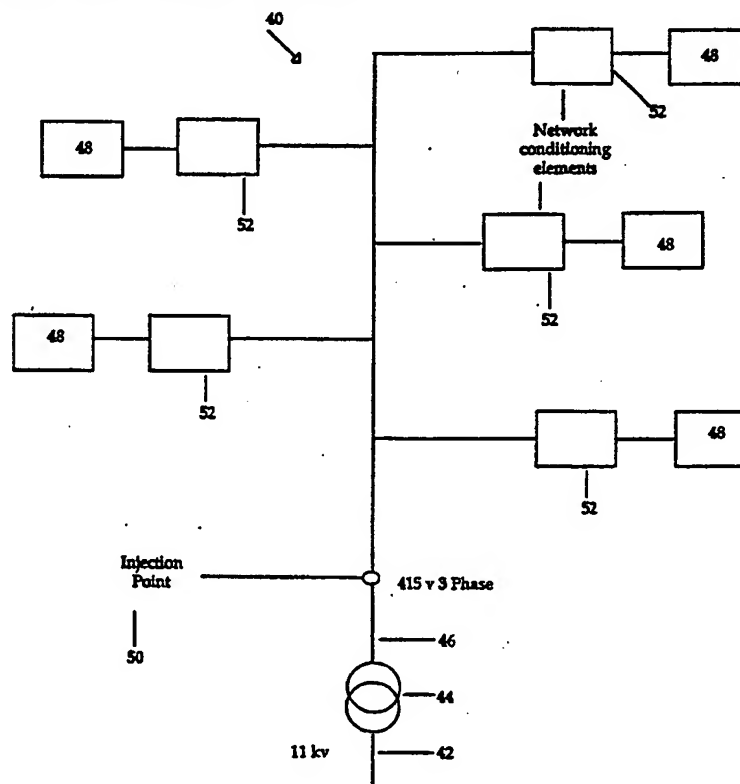 40
48
52
Network
conditioning
elements
48
52
48
52
48
52
48
52
Injection
Point
415 v 3 Phase
50
46
44
11 kv
42